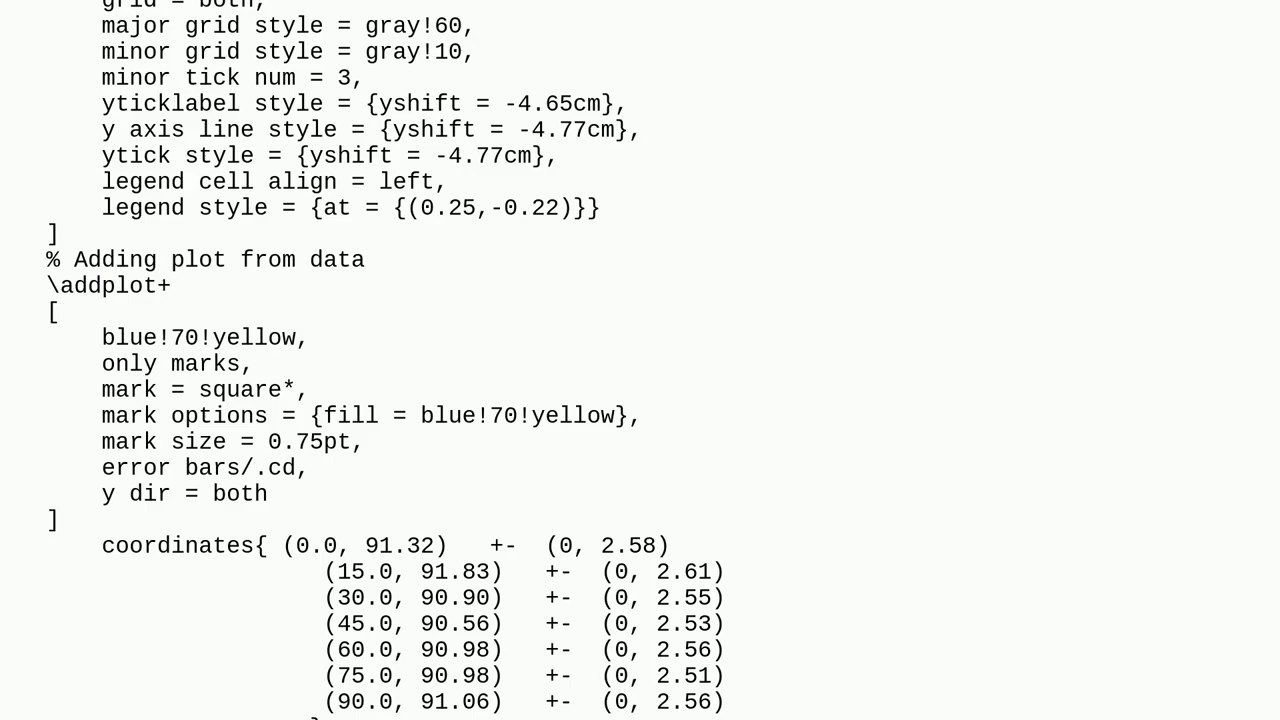 grid = both,
major grid style = gray!60,
minor grid style = gray!10,
minor tick num = 3,
yticklabel style = {yshift = -4.65cm},
y axis line style = {yshift = -4.77cm},
ytick style = {yshift = -4.77cm},
legend cell align = left,
legend style = {at = {(0.25,-0.22)}}
]
% Adding plot from data
\addplot+
[
blue!70!yellow,
only marks,
mark = square*,
mark options = {fill = blue!70!yellow},
mark size = 0.75pt,
error bars/.cd,
y dir = both
]
coordinates{ (0.0, 91.32) +- (0, 2.58)
(15.0, 91.83) +- (0, 2.61)
(30.0, 90.90) +- (0, 2.55)
(45.0, 90.56) +- (0, 2.53)
(60.0, 90.98) +- (0, 2.56)
(75.0, 90.98) +- (0, 2.51)
(90.0, 91.06) +- (0, 2.56)
}